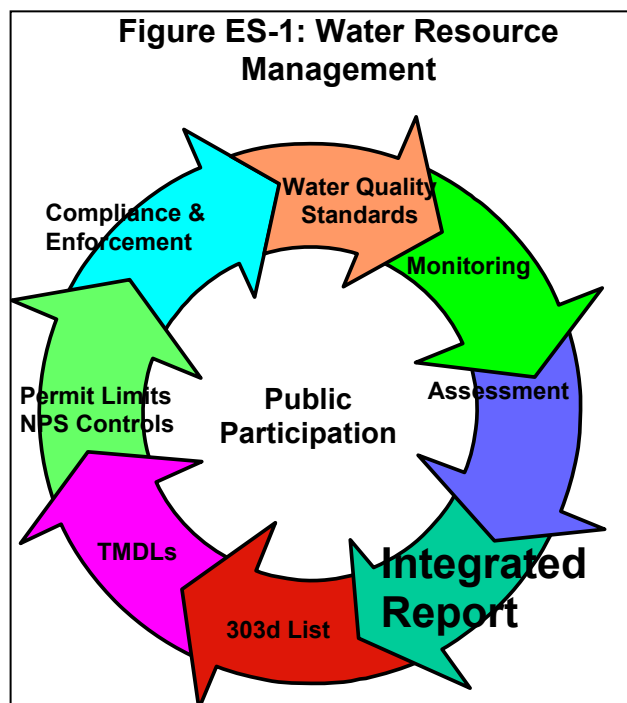 Figure ES-1: Water Resource
Management
Water Quality
Standards
Monitoring
Assessment
Integrated
Report
303d List
TMDLs
Permit Limits
NPS Controls
Compliance &
Enforcement
Public
Participation